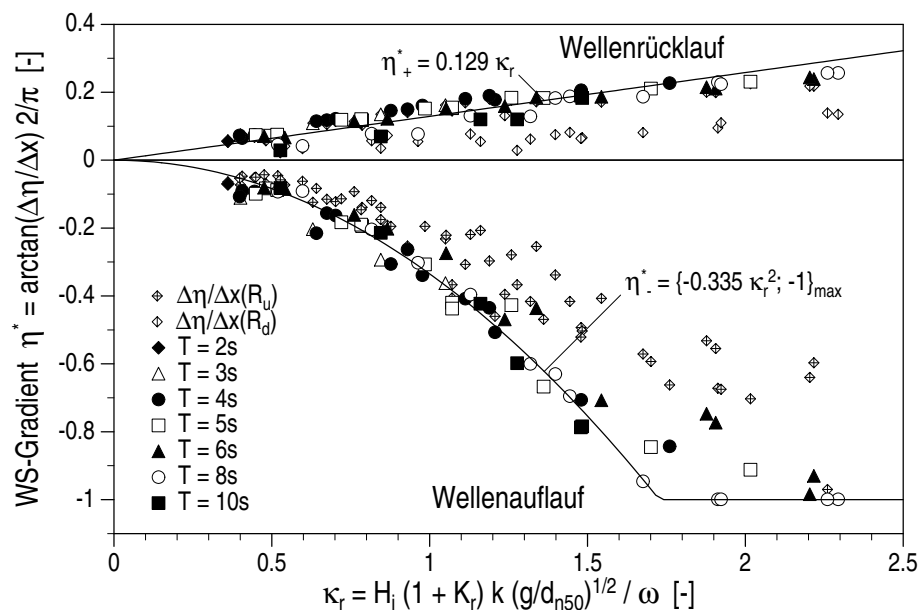 WS-Gradient η* = arctan(Δη/Δx) 2/π [-]
0.4
0.2
0
-0.2
-0.4
-0.6
-0.8
-1
Wellenrücklauf
η*₊ = 0.129 κᵣ
η*₋ = {-0.335 κᵣ²; -1}max
Δη/Δx(Rᵤ)
Δη/Δx(R_d)
T = 2s
T = 3s
T = 4s
T = 5s
T = 6s
T = 8s
T = 10s
Wellenauflauf
0 0.5 1 1.5 2 2.5
κᵣ = Hᵢ (1 + Kᵣ) k (g/dₙ₅₀)^1/2 / ω [-]